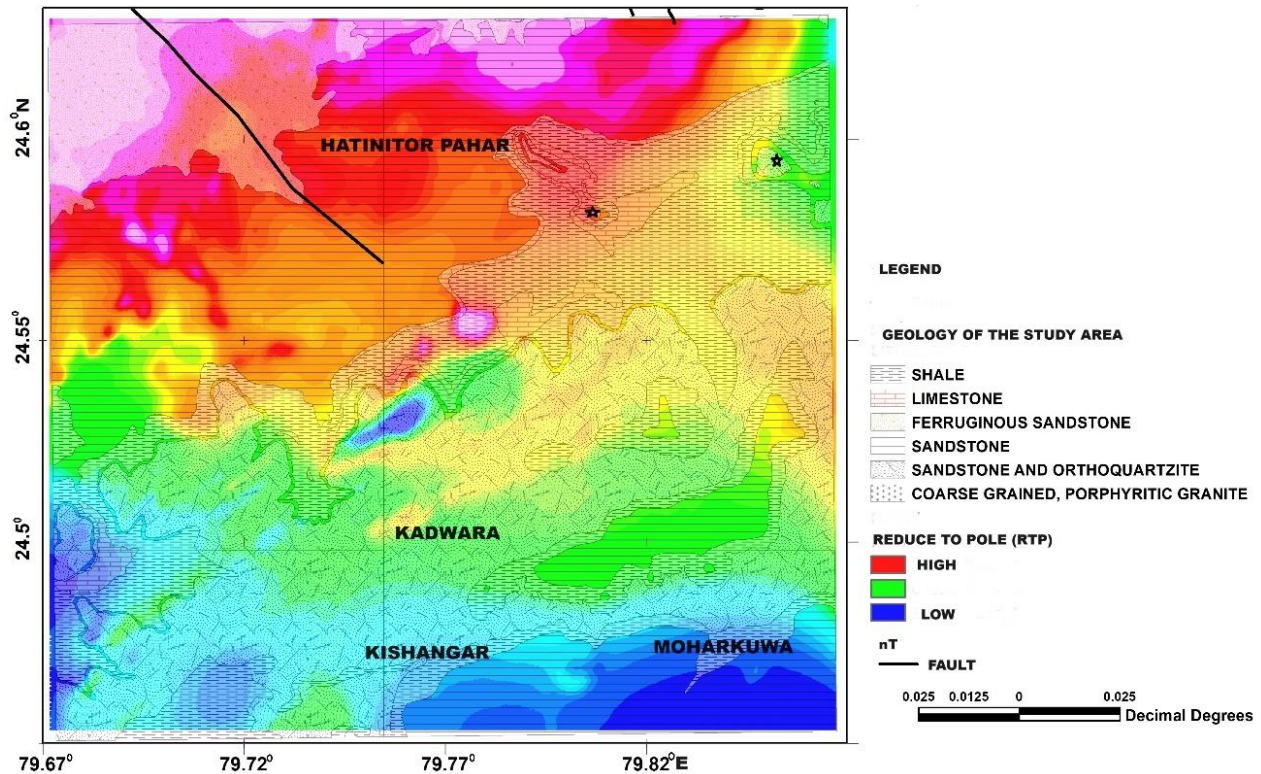 24.6°N
24.55°
24.5°
79.67
79.72°
79.77°
79.82°E
HATINITOR PAHAR
KADWARA
KISHANGAR
MOHARKUWA
LEGEND
GEOLOGY OF THE STUDY AREA
SHALE
LIMESTONE
FERRUGINOUS SANDSTONE
SANDSTONE
SANDSTONE AND ORTHOQUARTZITE
COARSE GRAINED, PORPHYRITIC GRANITE
REDUCE TO POLE (RTP)
HIGH
LOW
nT
FAULT
0.025 0.0125 0 0.025
Decimal Degrees